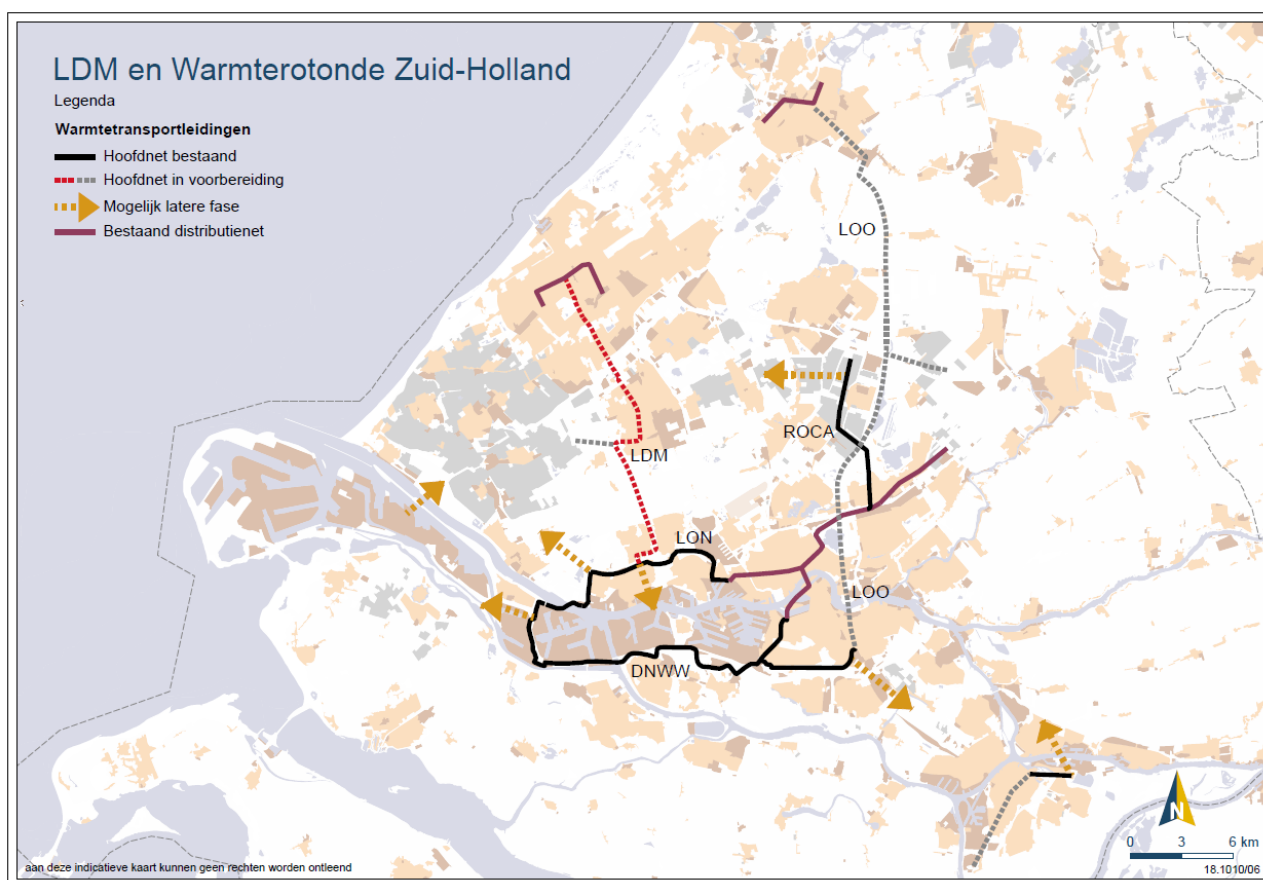 LDM en Warmterotonde Zuid-Holland
Legenda
Warmtetransportleidingen
Hoofdnet bestaand
Hoofdnet in voorbereiding
Mogelijk latere fase
Bestaand distributienet
LOO
ROCA
LDM
LON
LOO
DNWW
N
0 3 6 km
aan deze indicatieve kaart kunnen geen rechten worden ontleend
18.1010/06